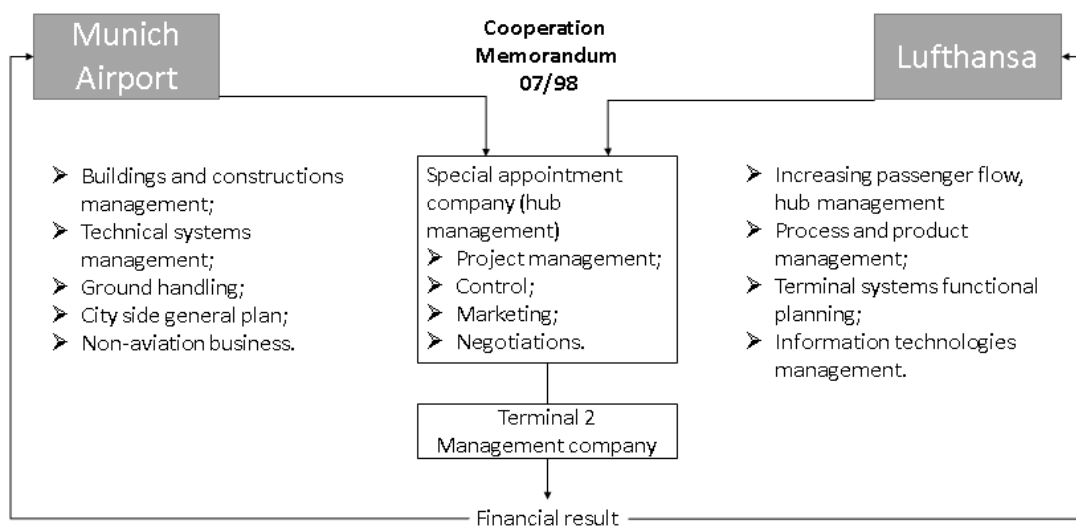 Munich
Airport
Cooperation
Memorandum
07/98
Lufthansa
➢ Buildings and constructions
management;
➢ Technical systems
management;
➢ Ground handling;
➢ City side general plan;
➢ Non-aviation business.
Special appointment
company (hub
management)
➢ Project management;
➢ Control;
➢ Marketing;
➢ Negotiations.
➢ Increasing passenger flow,
hub management
➢ Process and product
management;
➢ Terminal systems functional
planning;
➢ Information technologies
management.
Terminal 2
Management company
Financial result